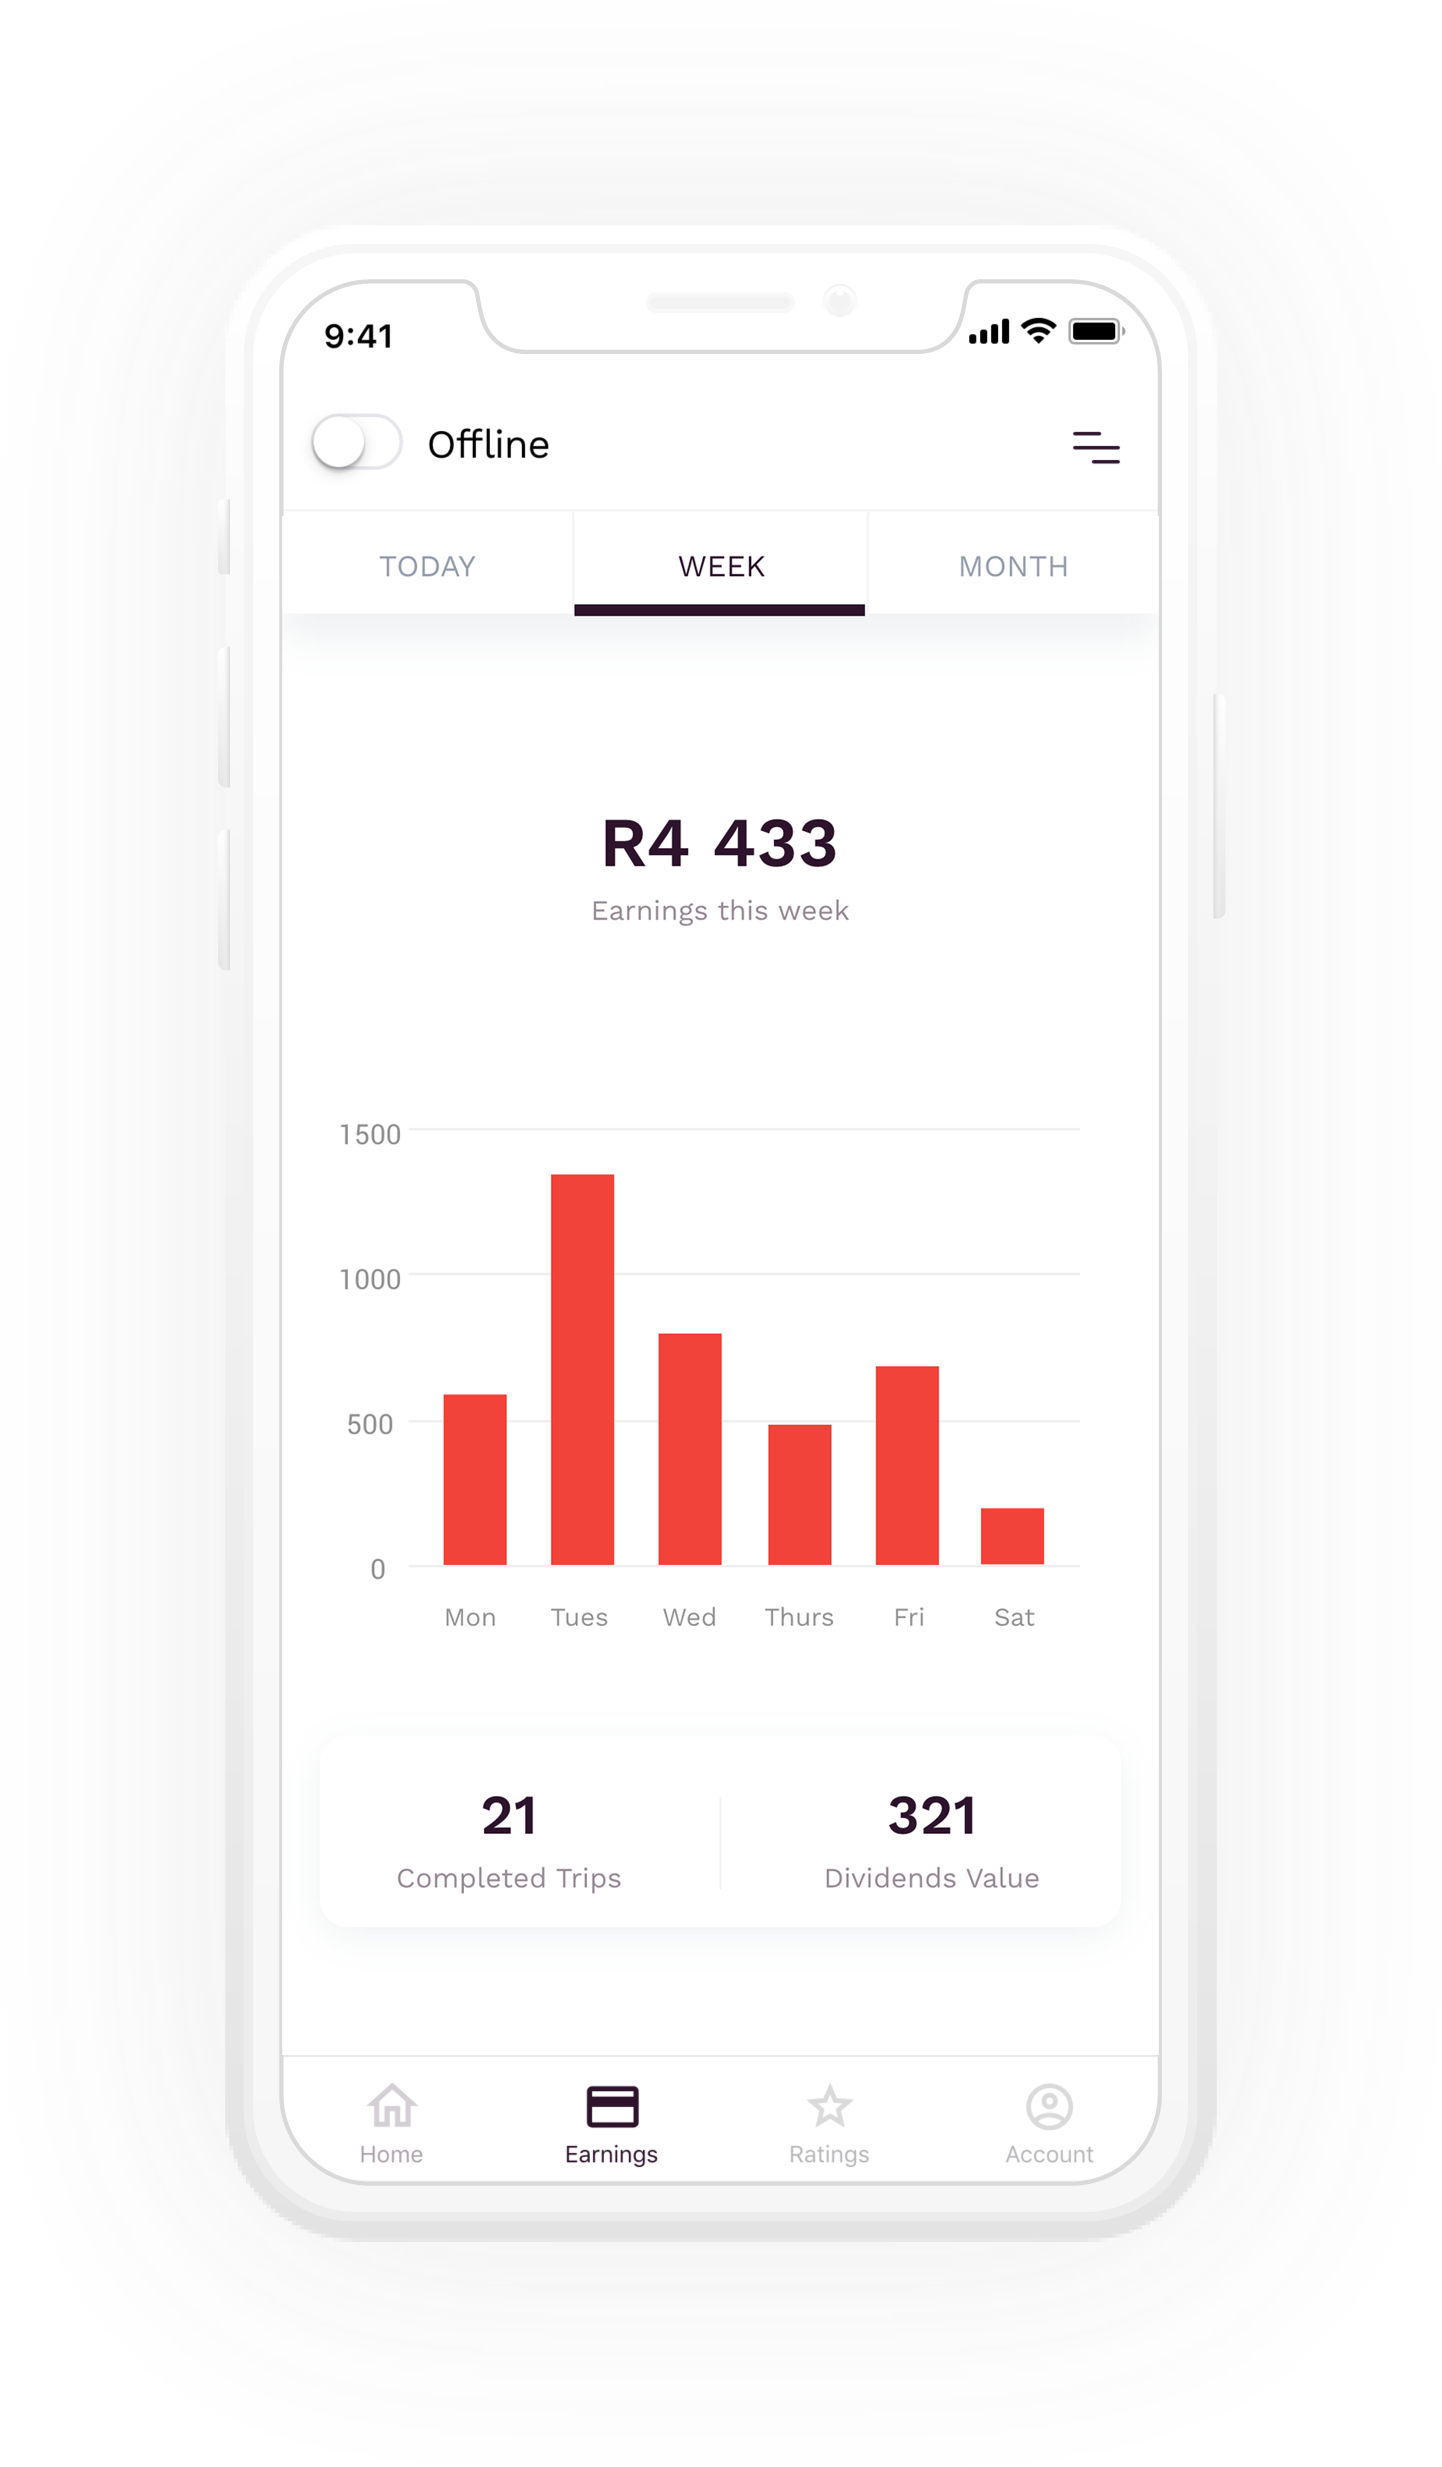 9:41
Offline
TODAY WEEK MONTH
R4 433
Earnings this week
1500
1000
500
0
Mon Tues Wed Thurs Fri Sat
21 321
Completed Trips Dividends Value
Home Earnings Ratings Account